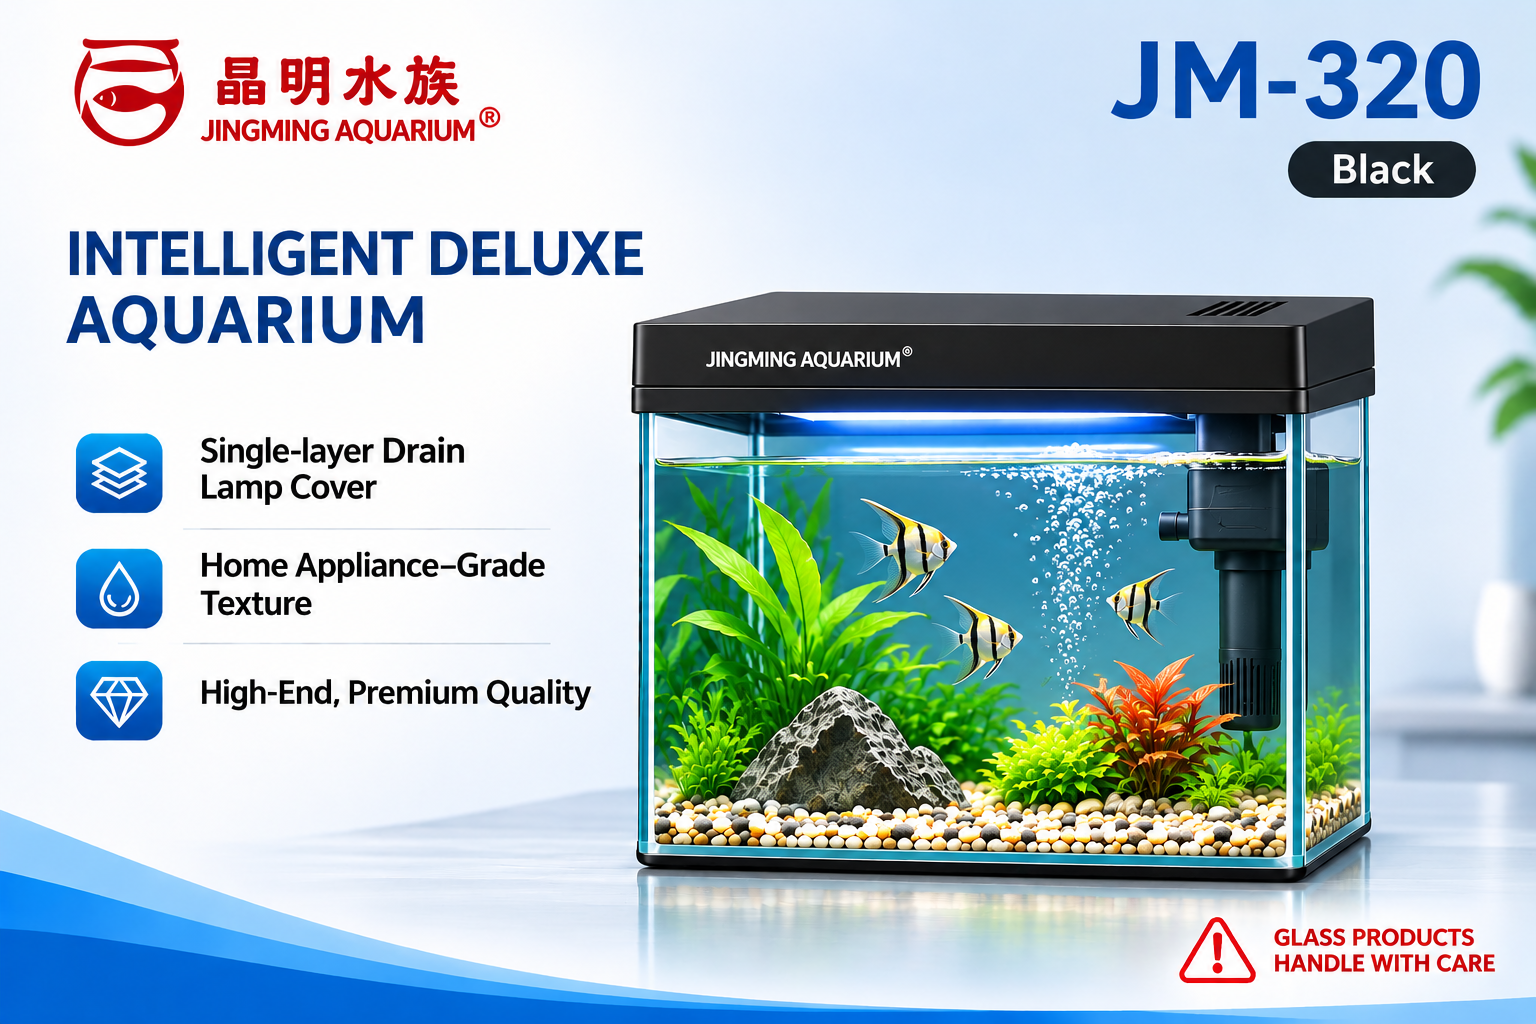 晶明水族
JINGMING AQUARIUM®
JM-320
Black
INTELLIGENT DELUXE
AQUARIUM
JINGMING AQUARIUM®
Single-layer Drain
Lamp Cover
Home Appliance–Grade
Texture
High-End, Premium Quality
GLASS PRODUCTS
HANDLE WITH CARE